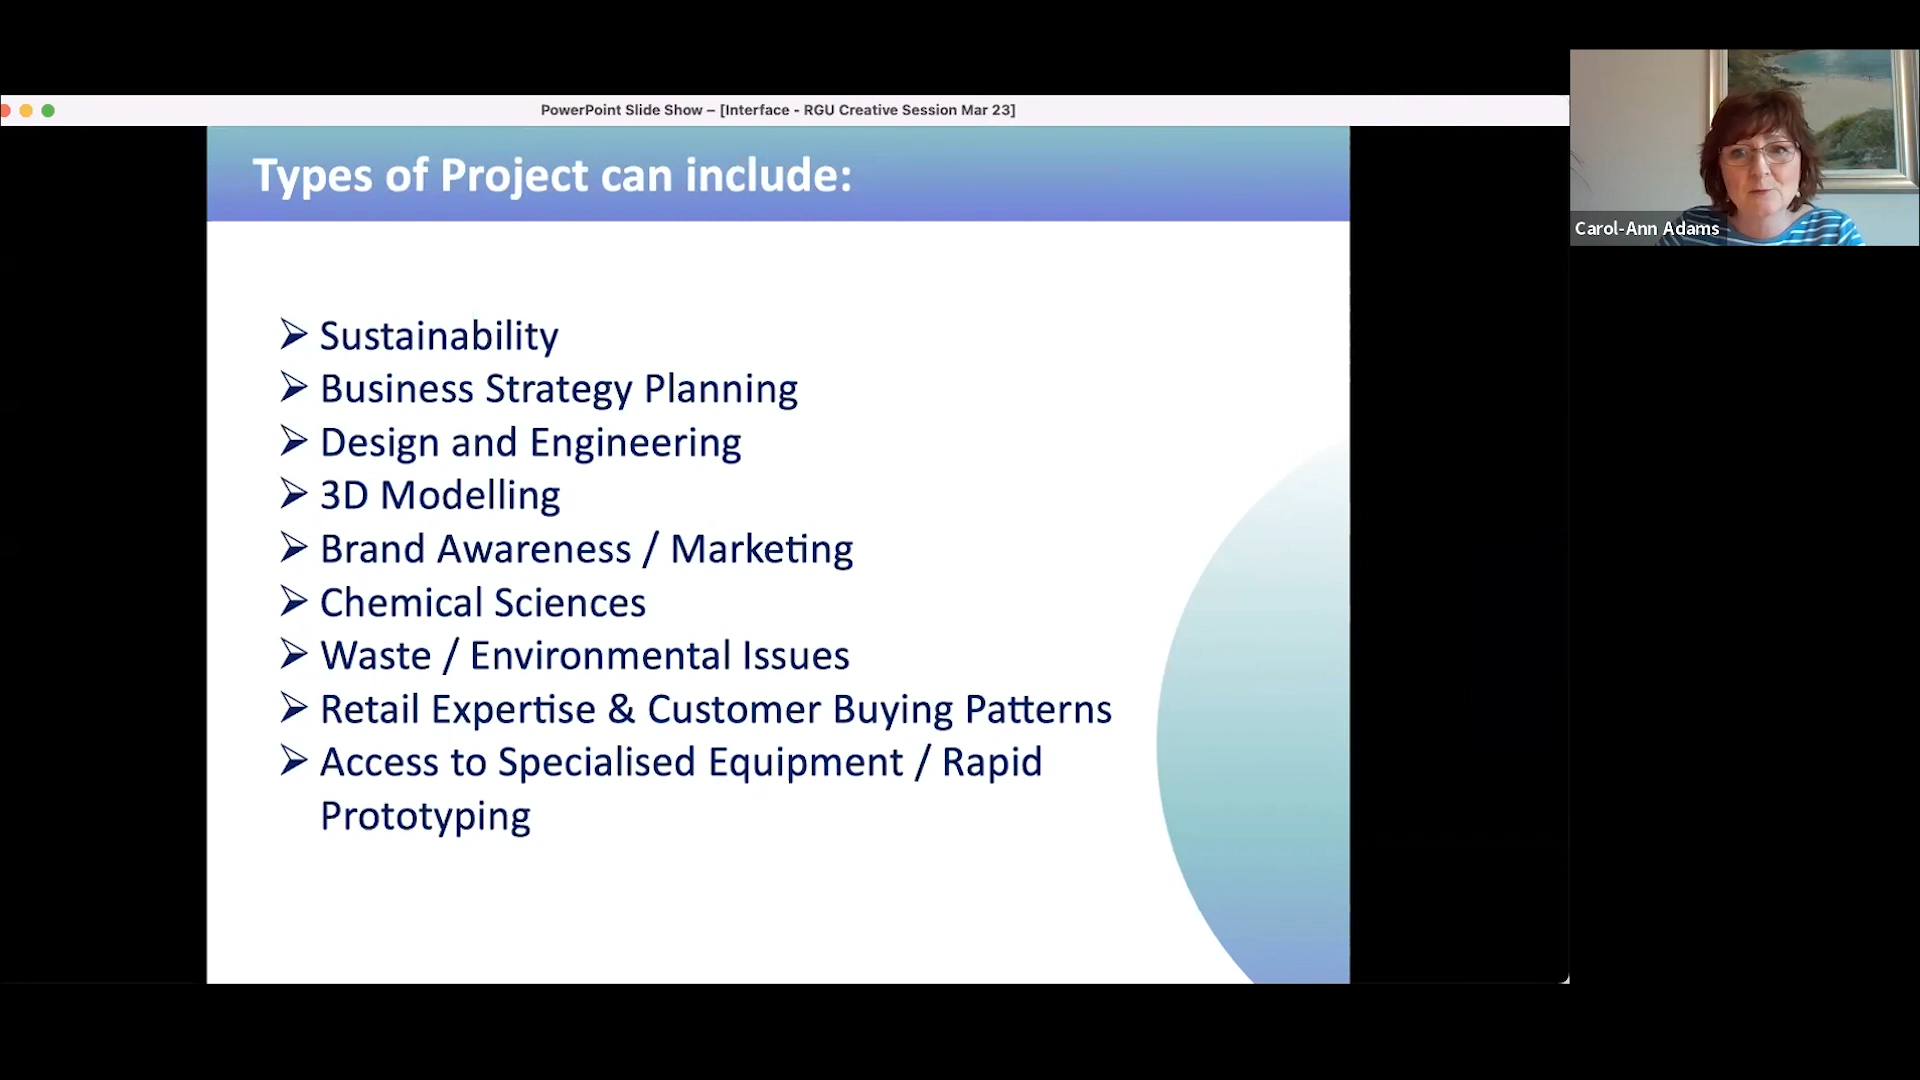 PowerPoint Slide Show – [Interface - RGU Creative Session Mar 23]
Types of Project can include:
Sustainability
Business Strategy Planning
Design and Engineering
3D Modelling
Brand Awareness / Marketing
Chemical Sciences
Waste / Environmental Issues
Retail Expertise & Customer Buying Patterns
Access to Specialised Equipment / Rapid
Prototyping
Carol-Ann Adams